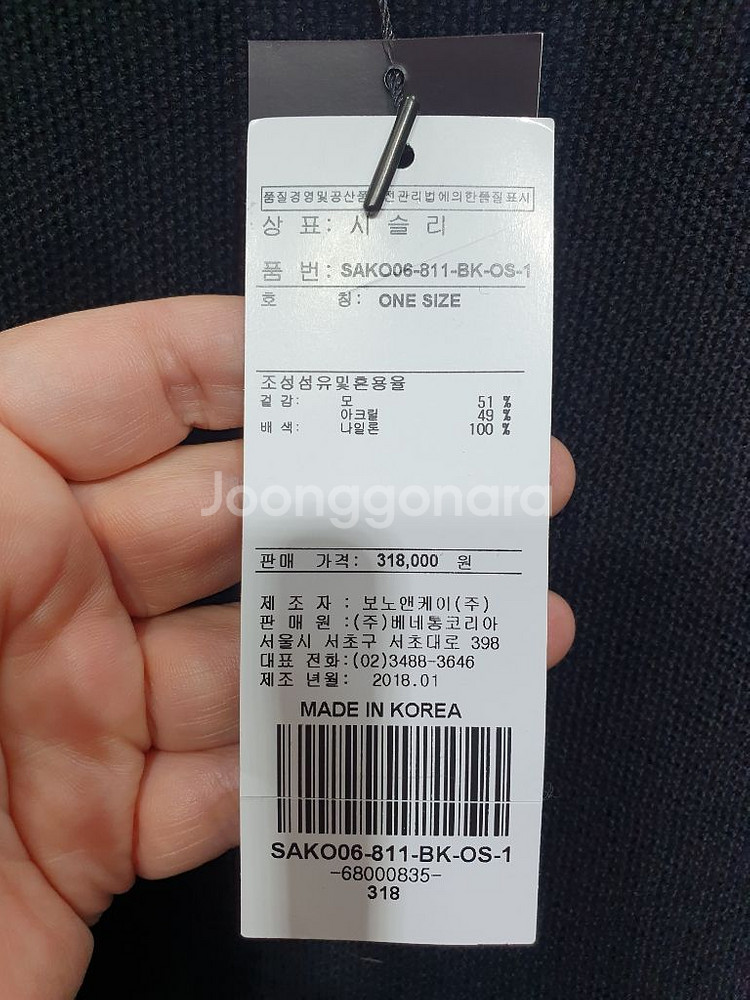 품질경영및공산품 전관리법에의한품질표시
상 표: 시 슬 리
품 번: SAKO06-811-BK-OS-1
호 칭: ONE SIZE
조성섬유및혼용율
겉 감: 모 51 %
아크릴 49 %
배 색: 나일론 100 %
Joonggonara
판매 가격: 318,000 원
제 조 자 : 보노앤케이(주)
판 매 원 :(주)베네통코리아
서울시 서초구 서초대로 398
대표 전화:(02)3488-3646
제조 년월: 2018.01
MADE IN KOREA
SAKO06-811-BK-OS-1
-68000835-
318